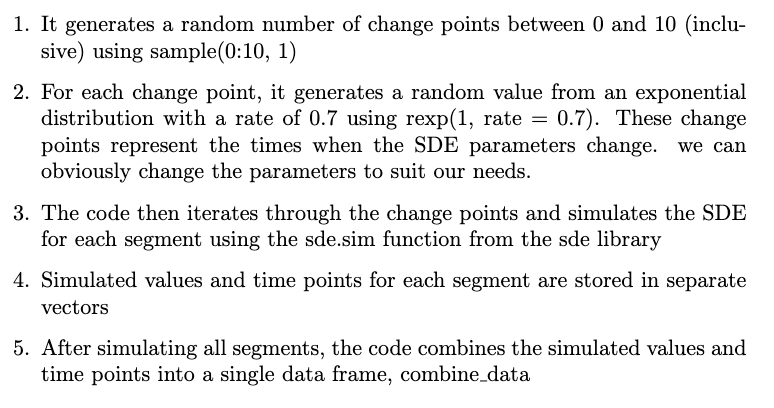 1. It generates a random number of change points between 0 and 10 (inclu-
sive) using sample(0:10, 1)
2. For each change point, it generates a random value from an exponential
distribution with a rate of 0.7 using rexp(1, rate = 0.7). These change
points represent the times when the SDE parameters change. we can
obviously change the parameters to suit our needs.
3. The code then iterates through the change points and simulates the SDE
for each segment using the sde.sim function from the sde library
4. Simulated values and time points for each segment are stored in separate
vectors
5. After simulating all segments, the code combines the simulated values and
time points into a single data frame, combine_data